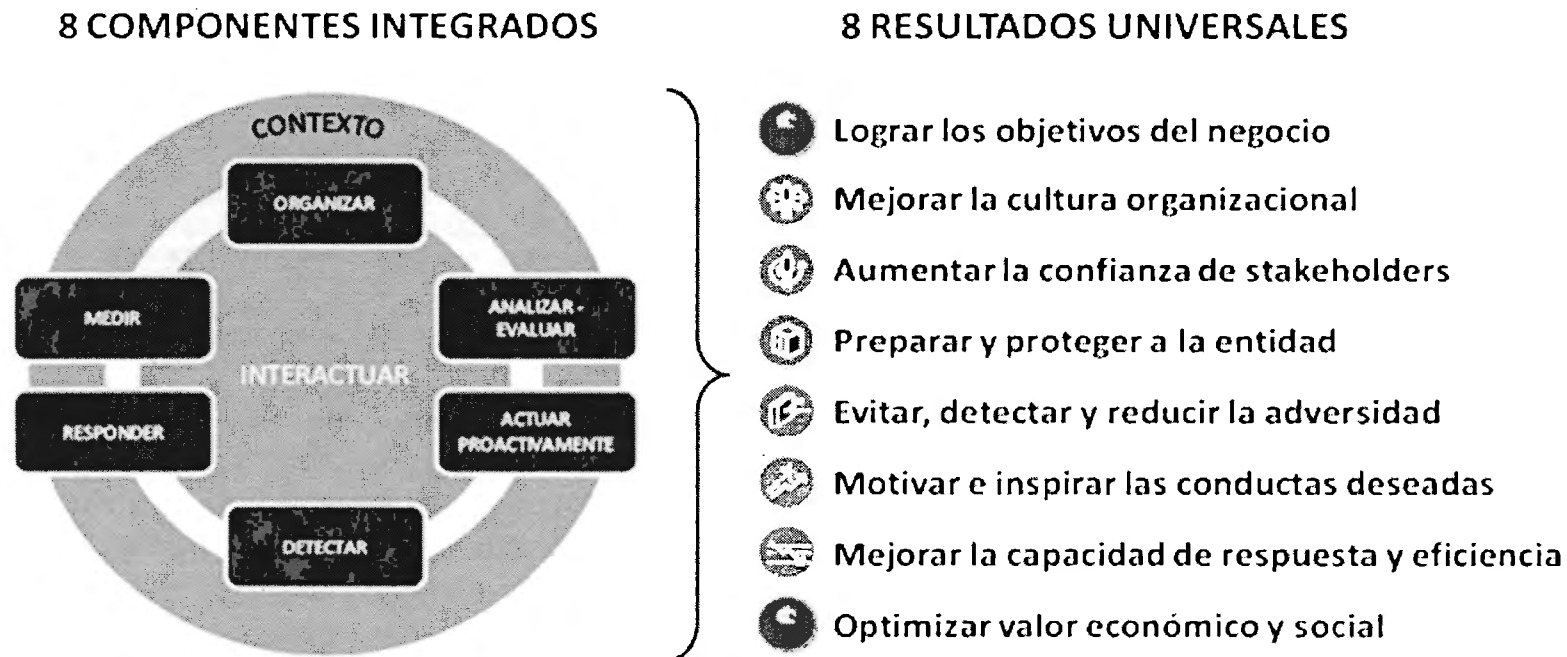 8 COMPONENTES INTEGRADOS
CONTEXTO
ORGANIZAR
MEDIR
ANALIZAR -
EVALUAR
INTERACTUAR
RESPONDER
ACTUAR
PROACTIVAMENTE
DETECTAR
8 RESULTADOS UNIVERSALES
Lograr los objetivos del negocio
Mejorar la cultura organizacional
Aumentar la confianza de stakeholders
Preparar y proteger a la entidad
Evitar, detectar y reducir la adversidad
Motivar e inspirar las conductas deseadas
Mejorar la capacidad de respuesta y eficiencia
Optimizar valor económico y social